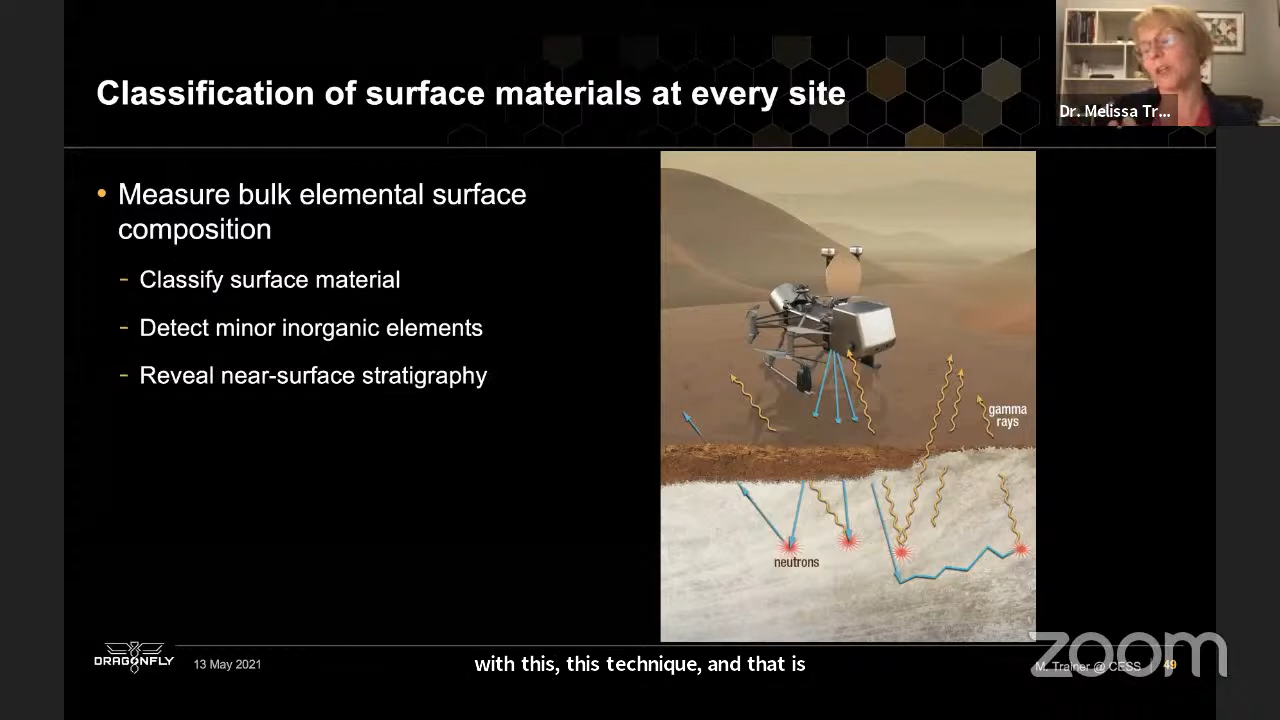 Classification of surface materials at every site
Dr. Melissa Tr...
• Measure bulk elemental surface
composition
- Classify surface material
- Detect minor inorganic elements
- Reveal near-surface stratigraphy
gamma
rays
neutrons
DRAGONFLY
13 May 2021
with this, this technique, and that is
M. Trainer @ CESS | 49
zoom